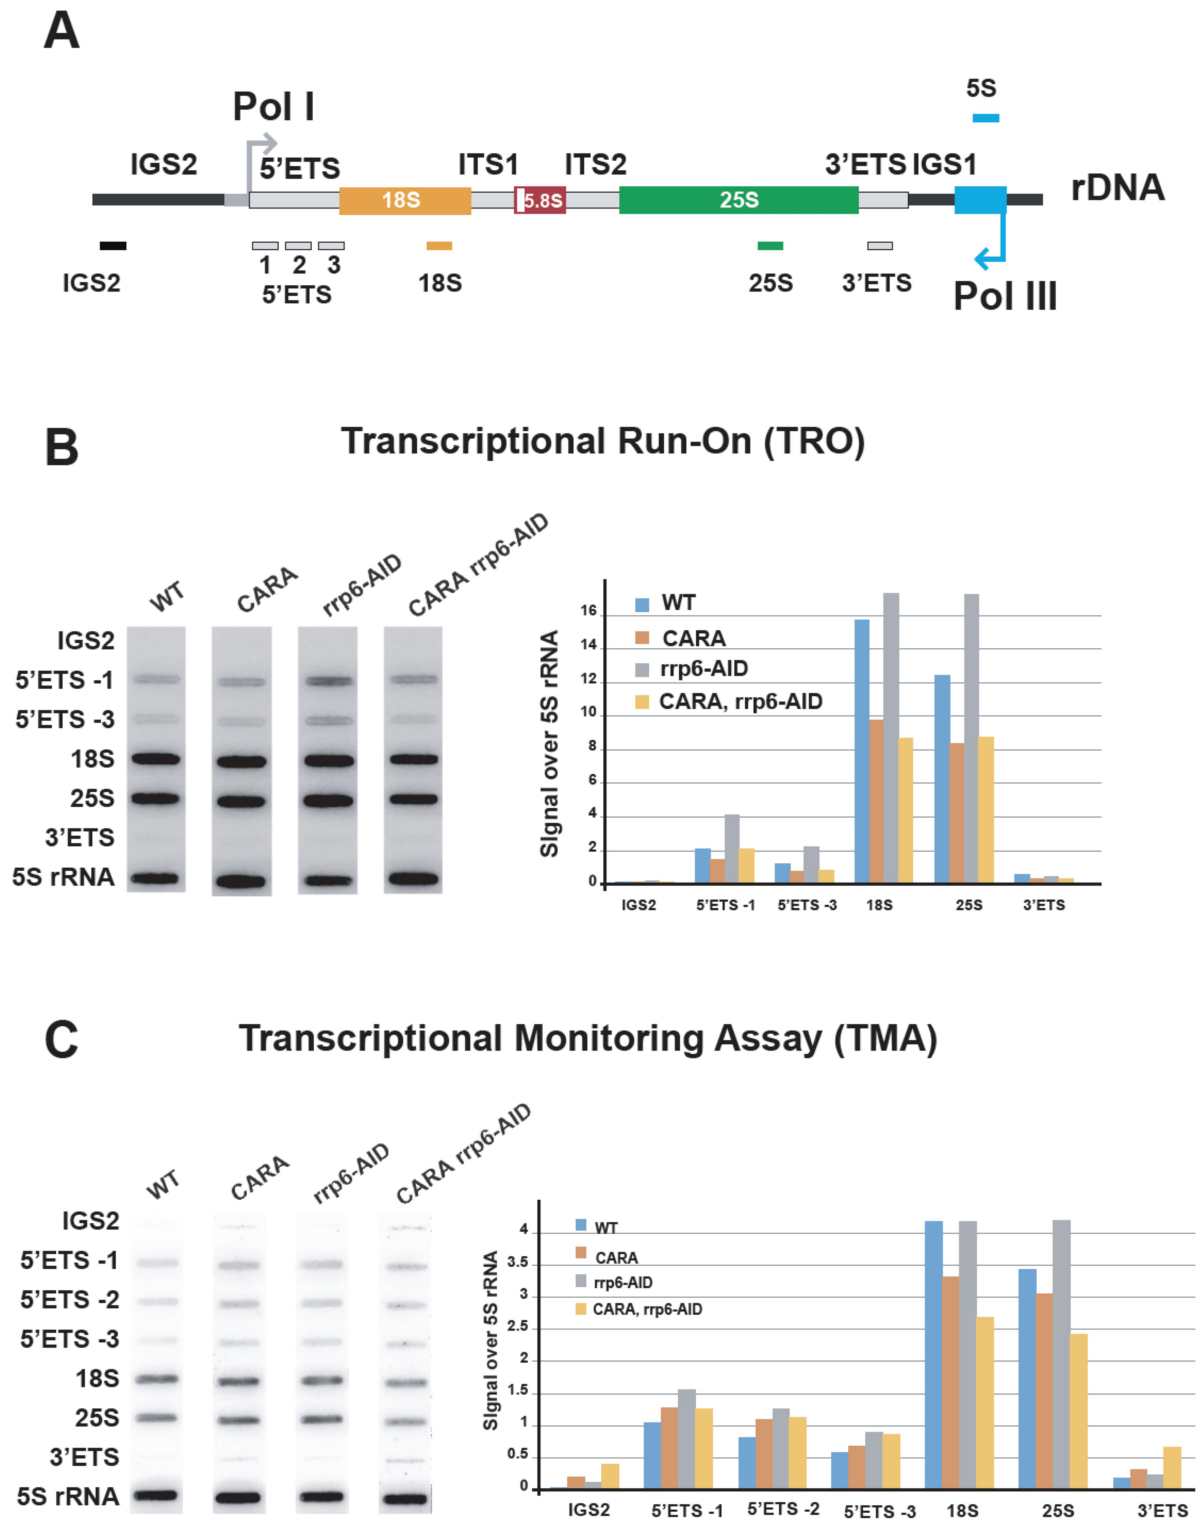 A
5S
Pol I
IGS2 5'ETS ITS1 ITS2 3'ETS IGS1
18S 5.8S 25S rDNA
1 2 3
IGS2 5'ETS 18S 25S 3'ETS Pol III
B Transcriptional Run-On (TRO)
WT CARA rrp6-AID CARA rrp6-AID
IGS2
5'ETS -1
5'ETS -3
18S
25S
3'ETS
5S rRNA
SIgnal over 5S rRNA
16
14
12
10
8
6
4
2
0
WT
CARA
rrp6-AID
CARA, rrp6-AID
IGS2 5'ETS -1 5'ETS -3 18S 25S 3'ETS
C Transcriptional Monitoring Assay (TMA)
WT CARA rrp6-AID CARA rrp6-AID
IGS2
5'ETS -1
5'ETS -2
5'ETS -3
18S
25S
3'ETS
5S rRNA
SIgnal over 5S rRNA
4
3.5
3
2.5
2
1.5
1
0.5
0
WT
CARA
rrp6-AID
CARA, rrp6-AID
IGS2 5'ETS -1 5'ETS -2 5'ETS -3 18S 25S 3'ETS